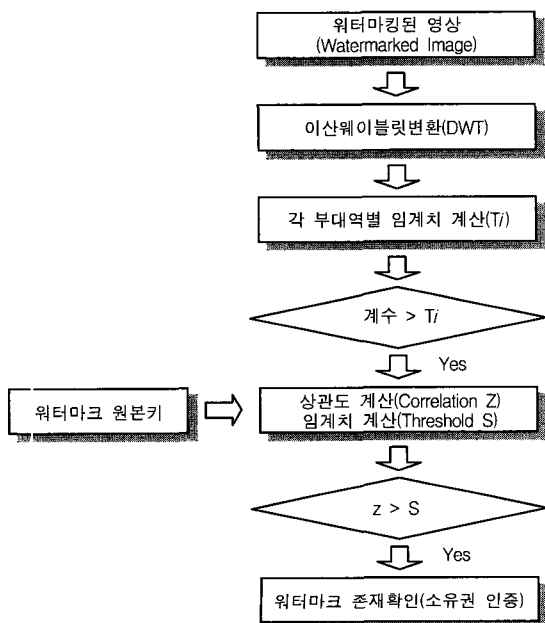 워터마킹된 영상
(Watermarked Image)
이산웨이블릿변환(DWT)
각 부대역별 임계치 계산(Ti)
계수 > Ti
Yes
워터마크 원본키
상관도 계산(Correlation Z)
임계치 계산(Threshold S)
z > S
Yes
워터마크 존재확인(소유권 인증)